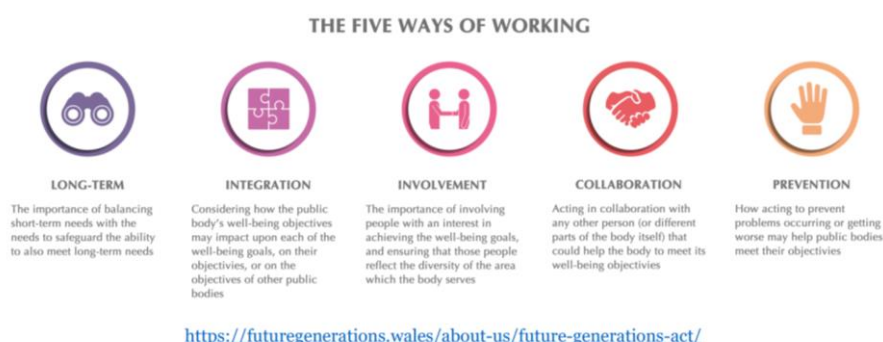 THE FIVE WAYS OF WORKING
LONG-TERM
The importance of balancing
short-term needs with the
needs to safeguard the ability
to also meet long-term needs
INTEGRATION
Considering how the public
body's well-being objectives
may impact upon each of the
well-being goals, on their
objectivies, or on the
objectives of other public
bodies
INVOLVEMENT
The importance of involving
people with an interest in
achieving the well-being goals,
and ensuring that those people
reflect the diversity of the area
which the body serves
COLLABORATION
Acting in collaboration with
any other person (or different
parts of the body itself) that
could help the body to meet its
well-being objectivies
PREVENTION
How acting to prevent
problems occurring or getting
worse may help public bodies
meet their objectivies
https://futuregenerations.wales/about-us/future-generations-act/